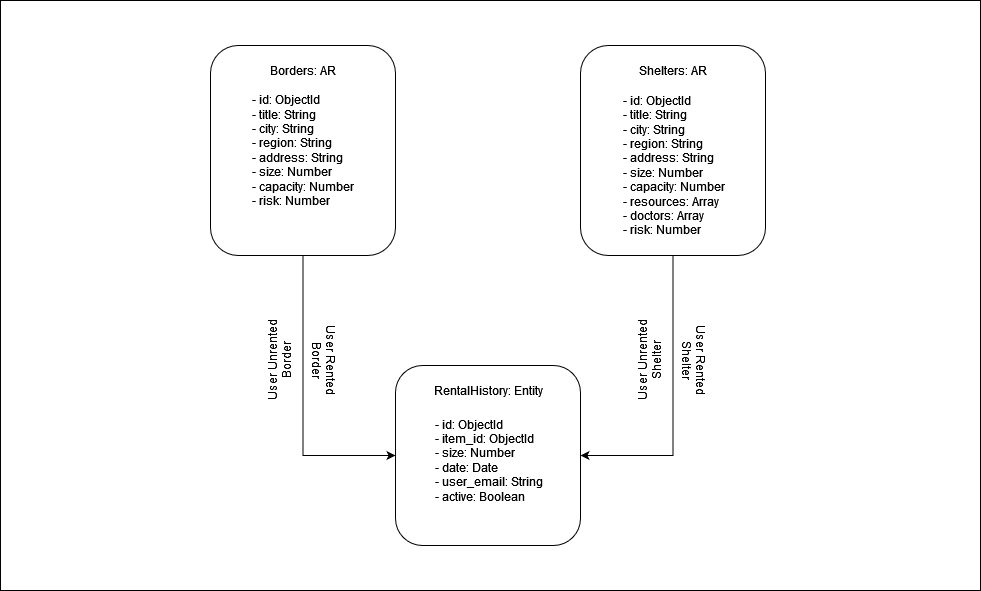 Borders: AR
- id: ObjectId
- title: String
- city: String
- region: String
- address: String
- size: Number
- capacity: Number
- risk: Number
Shelters: AR
- id: ObjectId
- title: String
- city: String
- region: String
- address: String
- size: Number
- capacity: Number
- resources: Array
- doctors: Array
- risk: Number
User Unrented
Border
User Rented
Border
User Unrented
Shelter
User Rented
Shelter
RentalHistory: Entity
- id: ObjectId
- item_id: ObjectId
- size: Number
- date: Date
- user_email: String
- active: Boolean